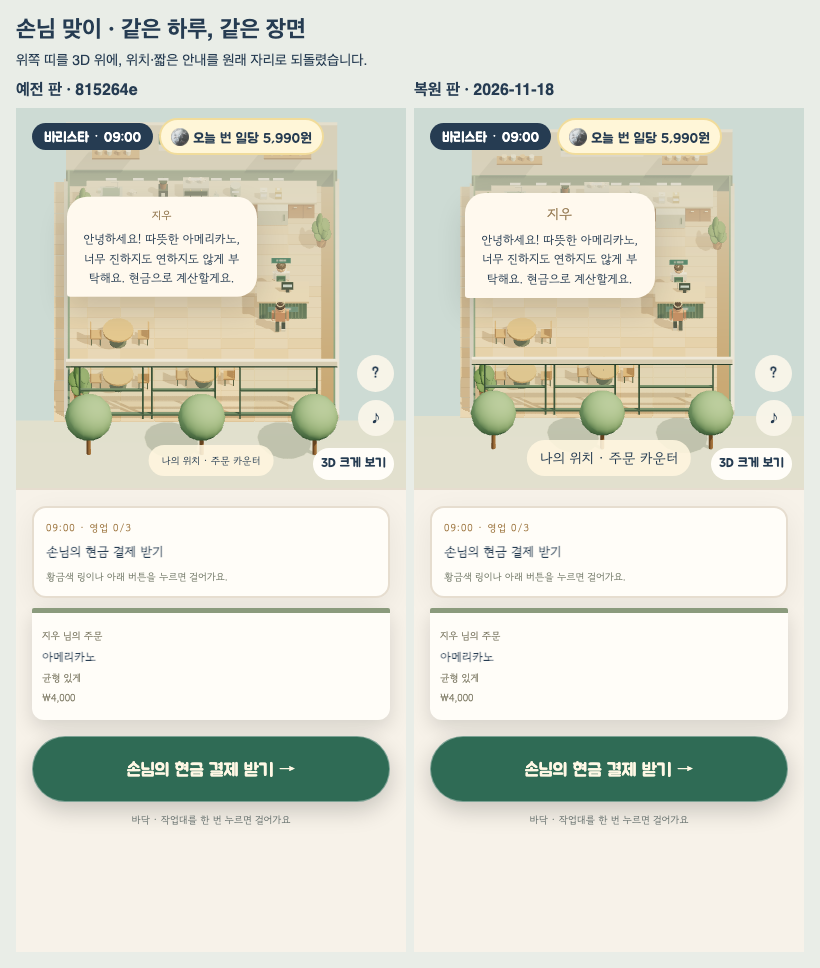 손님 맞이 · 같은 하루, 같은 장면
위쪽 띠를 3D 위에, 위치·짧은 안내를 원래 자리로 되돌렸습니다.
예전 판 · 815264e
바리스타 · 09:00
오늘 번 일당 5,990원
지우
안녕하세요! 따뜻한 아메리카노,
너무 진하지도 연하지도 않게 부
탁해요. 현금으로 계산할게요.
?
♪
나의 위치 · 주문 카운터
3D 크게 보기
09:00 · 영업 0/3
손님의 현금 결제 받기
황금색 링이나 아래 버튼을 누르면 걸어가요.
지우 님의 주문
아메리카노
균형 있게
₩4,000
손님의 현금 결제 받기 →
바닥 · 작업대를 한 번 누르면 걸어가요
복원 판 · 2026-11-18
바리스타 · 09:00
오늘 번 일당 5,990원
지우
안녕하세요! 따뜻한 아메리카노,
너무 진하지도 연하지도 않게 부
탁해요. 현금으로 계산할게요.
?
♪
나의 위치 · 주문 카운터
3D 크게 보기
09:00 · 영업 0/3
손님의 현금 결제 받기
황금색 링이나 아래 버튼을 누르면 걸어가요.
지우 님의 주문
아메리카노
균형 있게
₩4,000
손님의 현금 결제 받기 →
바닥 · 작업대를 한 번 누르면 걸어가요